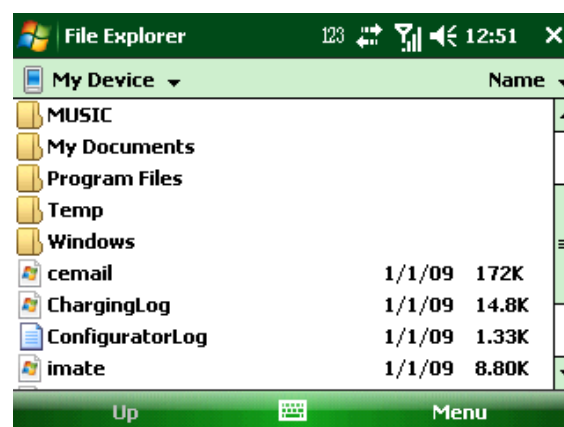 File Explorer 123 12:51
My Device Name
MUSIC
My Documents
Program Files
Temp
Windows
cemail 1/1/09 172K
ChargingLog 1/1/09 14.8K
ConfiguratorLog 1/1/09 1.33K
imate 1/1/09 8.80K
Up Menu